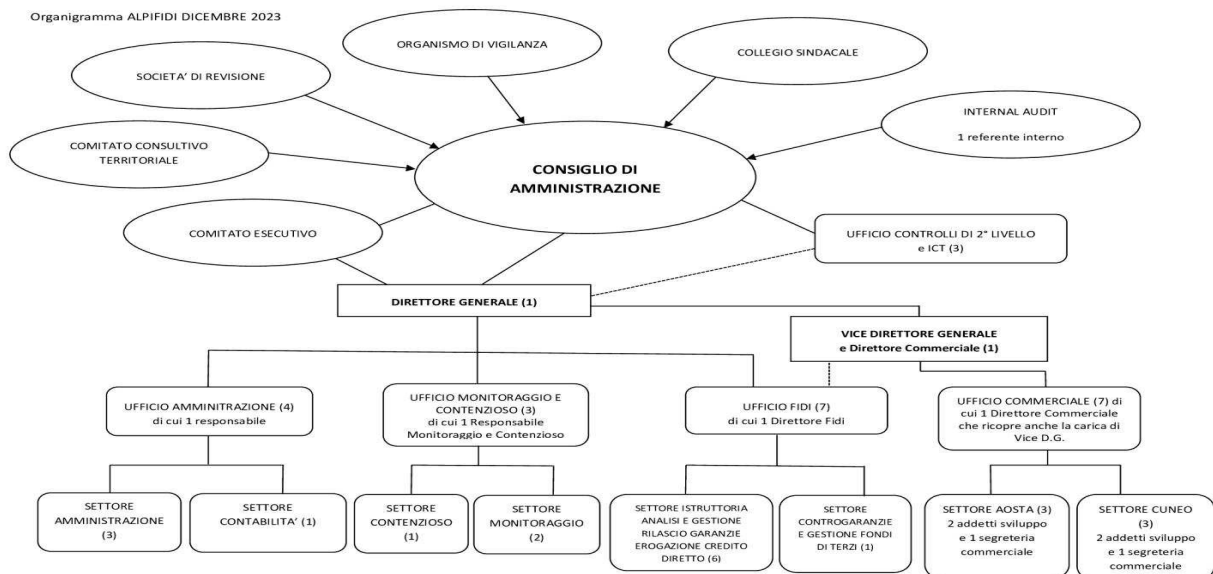 Organigramma ALPIFIDI DICEMBRE 2023
ORGANISMO DI VIGILANZA
COLLEGIO SINDACALE
SOCIETA' DI REVISIONE
INTERNAL AUDIT
1 referente interno
COMITATO CONSULTIVO
TERRITORIALE
CONSIGLIO DI
AMMINISTRAZIONE
COMITATO ESECUTIVO
UFFICIO CONTROLLI DI 2° LIVELLO
e ICT (3)
DIRETTORE GENERALE (1)
VICE DIRETTORE GENERALE
e Direttore Commerciale (1)
UFFICIO AMMINITRAZIONE (4)
di cui 1 responsabile
UFFICIO MONITORAGGIO E
CONTENZIOSO (3)
di cui 1 Responsabile
Monitoraggio e Contenzioso
UFFICIO FIDI (7)
di cui 1 Direttore Fidi
UFFICIO COMMERCIALE (7) di
cui 1 Direttore Commerciale
che ricopre anche la carica di
Vice D.G.
SETTORE
AMMINISTRAZIONE
(3)
SETTORE
CONTABILITA' (1)
SETTORE
CONTENZIOSO
(1)
SETTORE
MONITORAGGIO
(2)
SETTORE ISTRUTTORIA
ANALISI E GESTIONE
RILASCIO GARANZIE
EROGAZIONE CREDITO
DIRETTO (6)
SETTORE
CONTROGARANZIE
E GESTIONE FONDI
DI TERZI (1)
SETTORE AOSTA (3)
2 addetti sviluppo
e 1 segreteria
commerciale
SETTORE CUNEO
(3)
2 addetti sviluppo
e 1 segreteria
commerciale